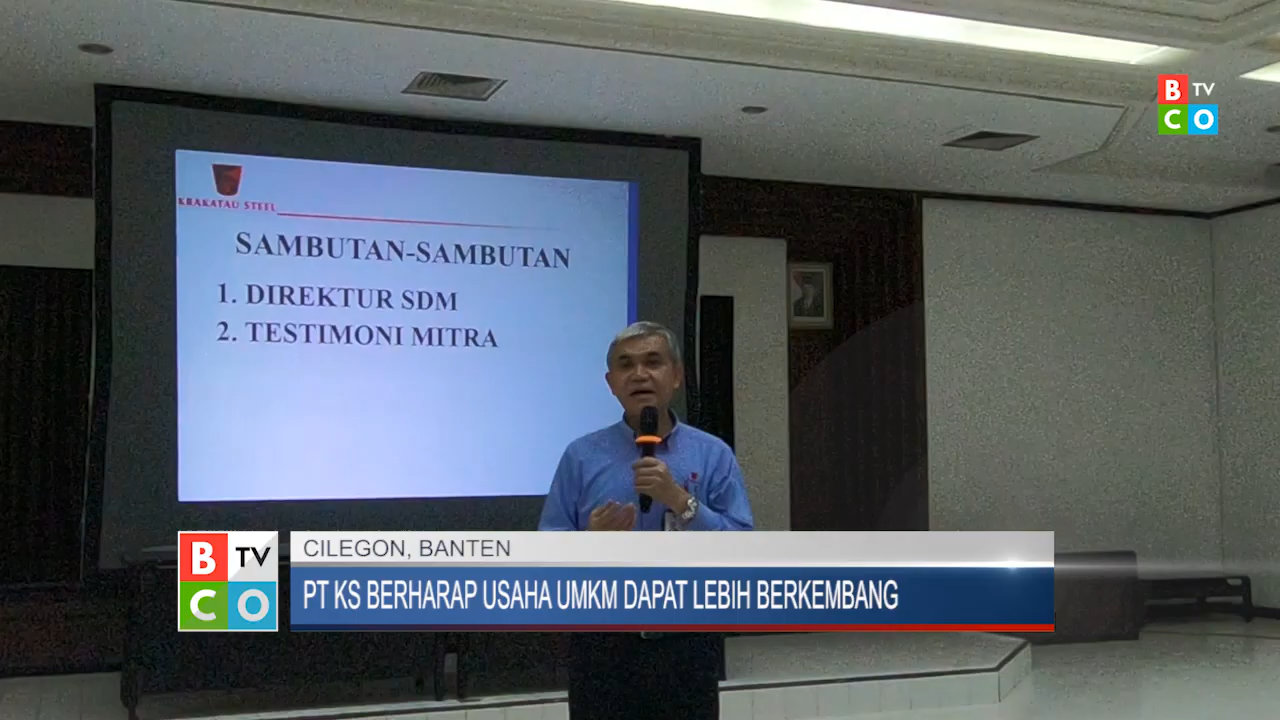 B TV
C O
KRAKATAU STEEL
SAMBUTAN-SAMBUTAN
1. DIREKTUR SDM
2. TESTIMONI MITRA
B TV
C O
CILEGON, BANTEN
PT KS BERHARAP USAHA UMKM DAPAT LEBIH BERKEMBANG